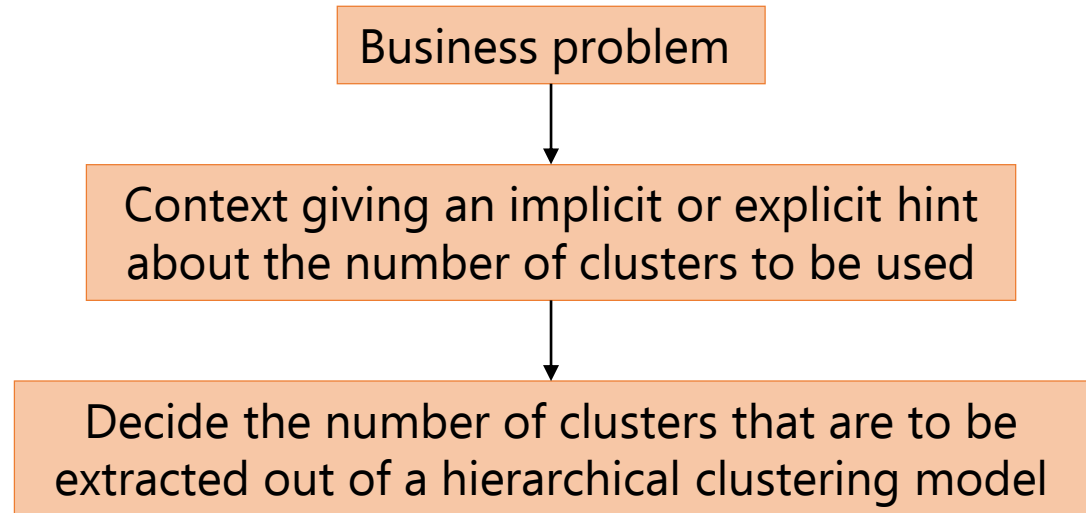 Business problem
Context giving an implicit or explicit hint
about the number of clusters to be used
Decide the number of clusters that are to be
extracted out of a hierarchical clustering model